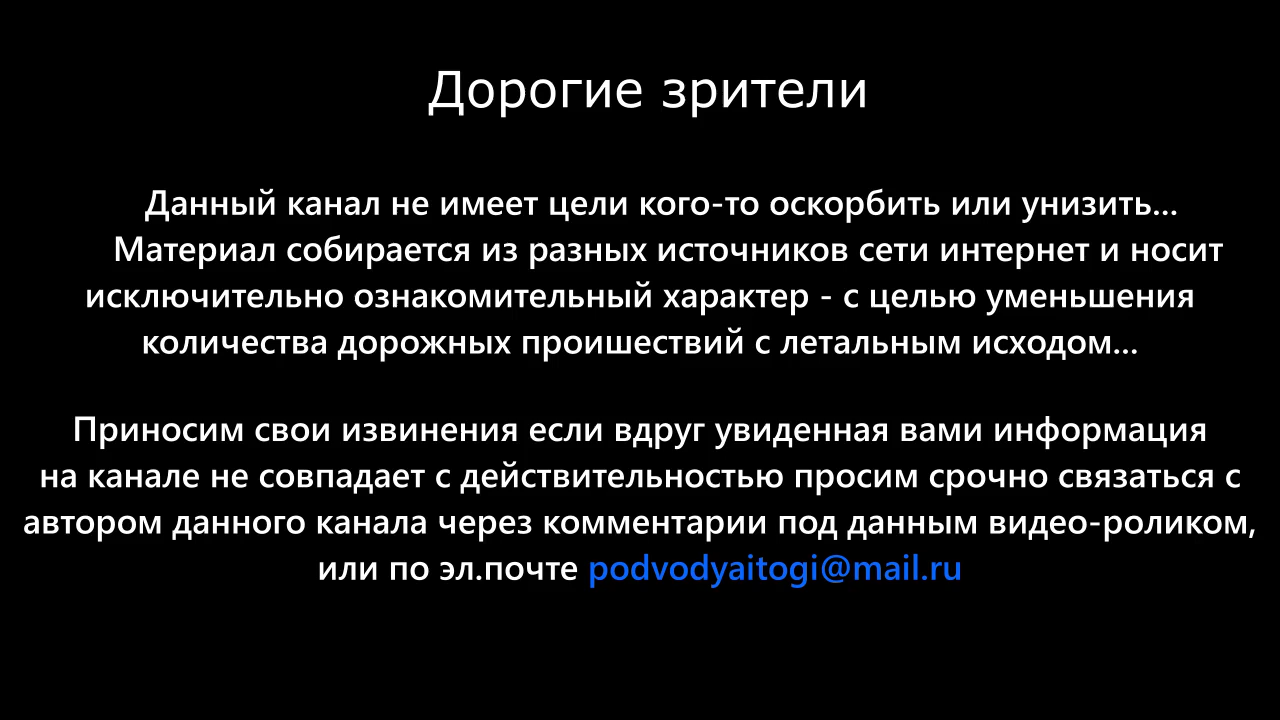 Дорогие зрители
Данный канал не имеет цели кого-то оскорбить или унизить...
Материал собирается из разных источников сети интернет и носит
исключительно ознакомительный характер - с целью уменьшения
количества дорожных проишествий с летальным исходом...
Приносим свои извинения если вдруг увиденная вами информация
на канале не совпадает с действительностью просим срочно связаться с
автором данного канала через комментарии под данным видео-роликом,
или по эл.почте podvodyaitogi@mail.ru